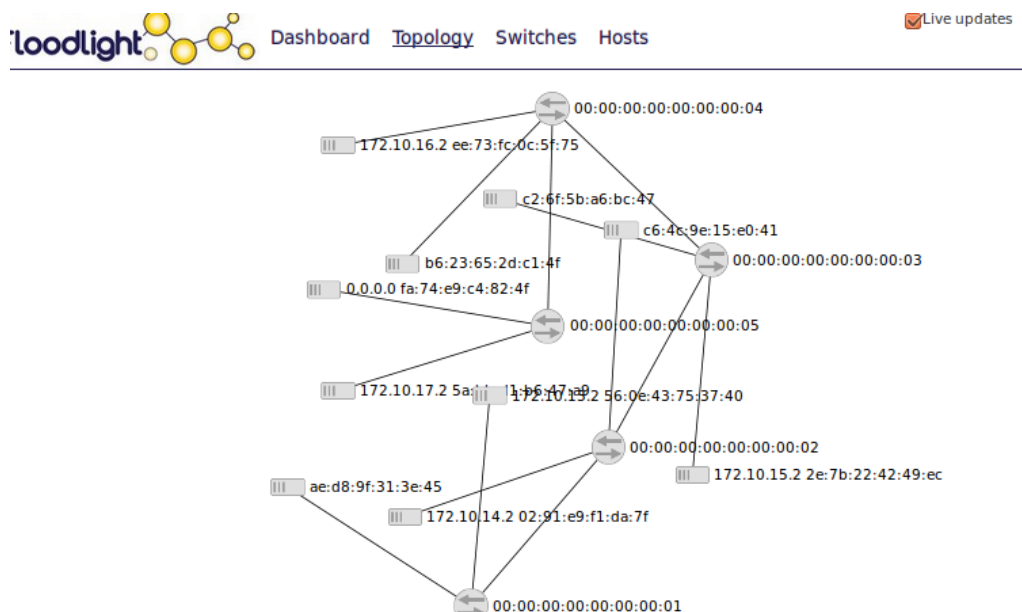 loodlight
Dashboard Topology Switches Hosts
Live updates
00:00:00:00:00:00:00:04
172.10.16.2 ee:73:fc:0c:5f:75
c2:6f:5b:a6:bc:47
c6:4c:9e:15:e0:41
b6:23:65:2d:c1:4f
00:00:00:00:00:00:00:03
0.0.0.0 fa:74:e9:c4:82:4f
00:00:00:00:00:00:00:05
172.10.17.2
172.10.13.2 56:0e:43:75:37:40
00:00:00:00:00:00:00:02
172.10.15.2 2e:7b:22:42:49:ec
ae:d8:9f:31:3e:45
172.10.14.2 02:91:e9:f1:da:7f
00:00:00:00:00:00:00:01